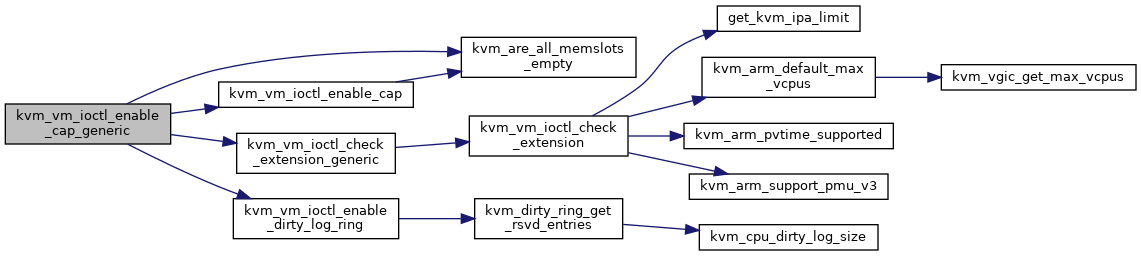 kvm_vm_ioctl_enable
_cap_generic
kvm_are_all_memslots
_empty
kvm_vm_ioctl_enable_cap
kvm_vm_ioctl_check
_extension_generic
kvm_vm_ioctl_enable
_dirty_log_ring
kvm_vm_ioctl_check
_extension
kvm_dirty_ring_get
_rsvd_entries
get_kvm_ipa_limit
kvm_arm_default_max
_vcpus
kvm_arm_pvtime_supported
kvm_arm_support_pmu_v3
kvm_cpu_dirty_log_size
kvm_vgic_get_max_vcpus